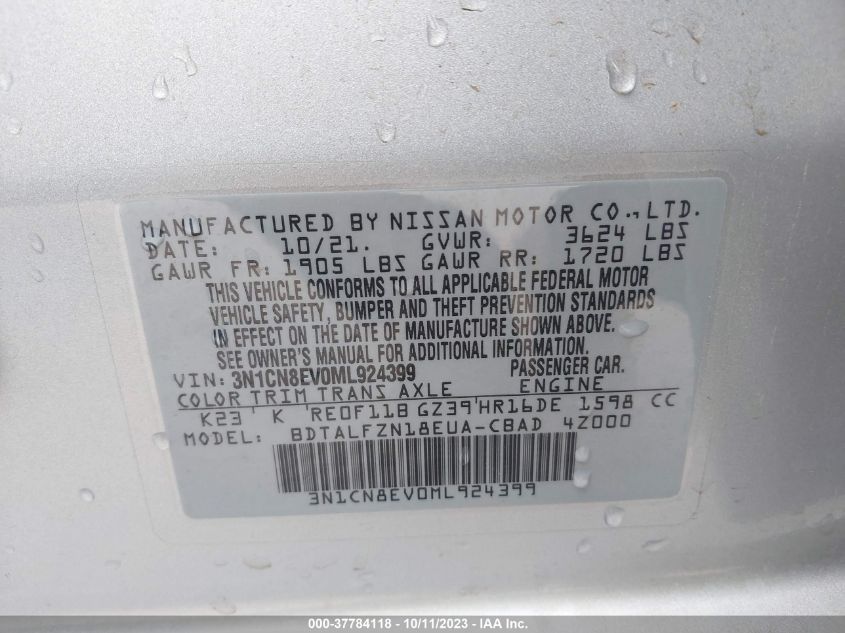 MANUFACTURED BY NISSAN MOTOR CO.,LTD.
DATE: 10/21. GVWR: 3624 LBS
GAWR FR: 1905 LBS GAWR RR: 1720 LBS
THIS VEHICLE CONFORMS TO ALL APPLICABLE FEDERAL MOTOR
VEHICLE SAFETY, BUMPER AND THEFT PREVENTION STANDARDS
IN EFFECT ON THE DATE OF MANUFACTURE SHOWN ABOVE.
SEE OWNER'S MANUAL FOR ADDITIONAL INFORMATION.
VIN: 3N1CN8EV0ML924399 PASSENGER CAR.
COLOR TRIM TRANS AXLE ENGINE
K23 ' K 'RE0F11B GZ39'HR16DE 1598 CC
MODEL: BDTALFZN18EUA-CBAD 4Z000
3N1CN8EV0ML924399
000-37784118 - 10/11/2023 - IAA Inc.